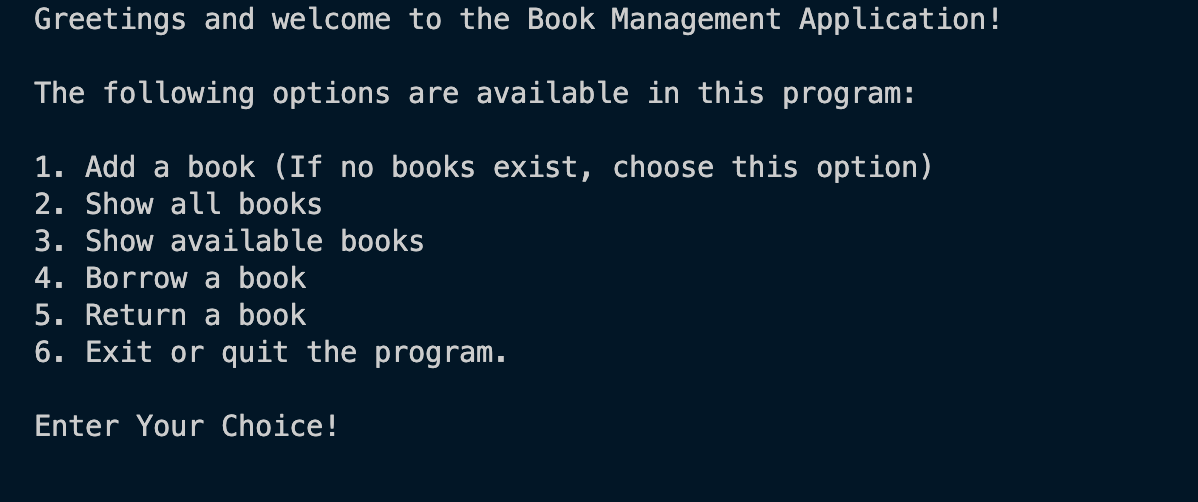 Greetings and welcome to the Book Management Application!
The following options are available in this program:
1. Add a book (If no books exist, choose this option)
2. Show all books
3. Show available books
4. Borrow a book
5. Return a book
6. Exit or quit the program.
Enter Your Choice!